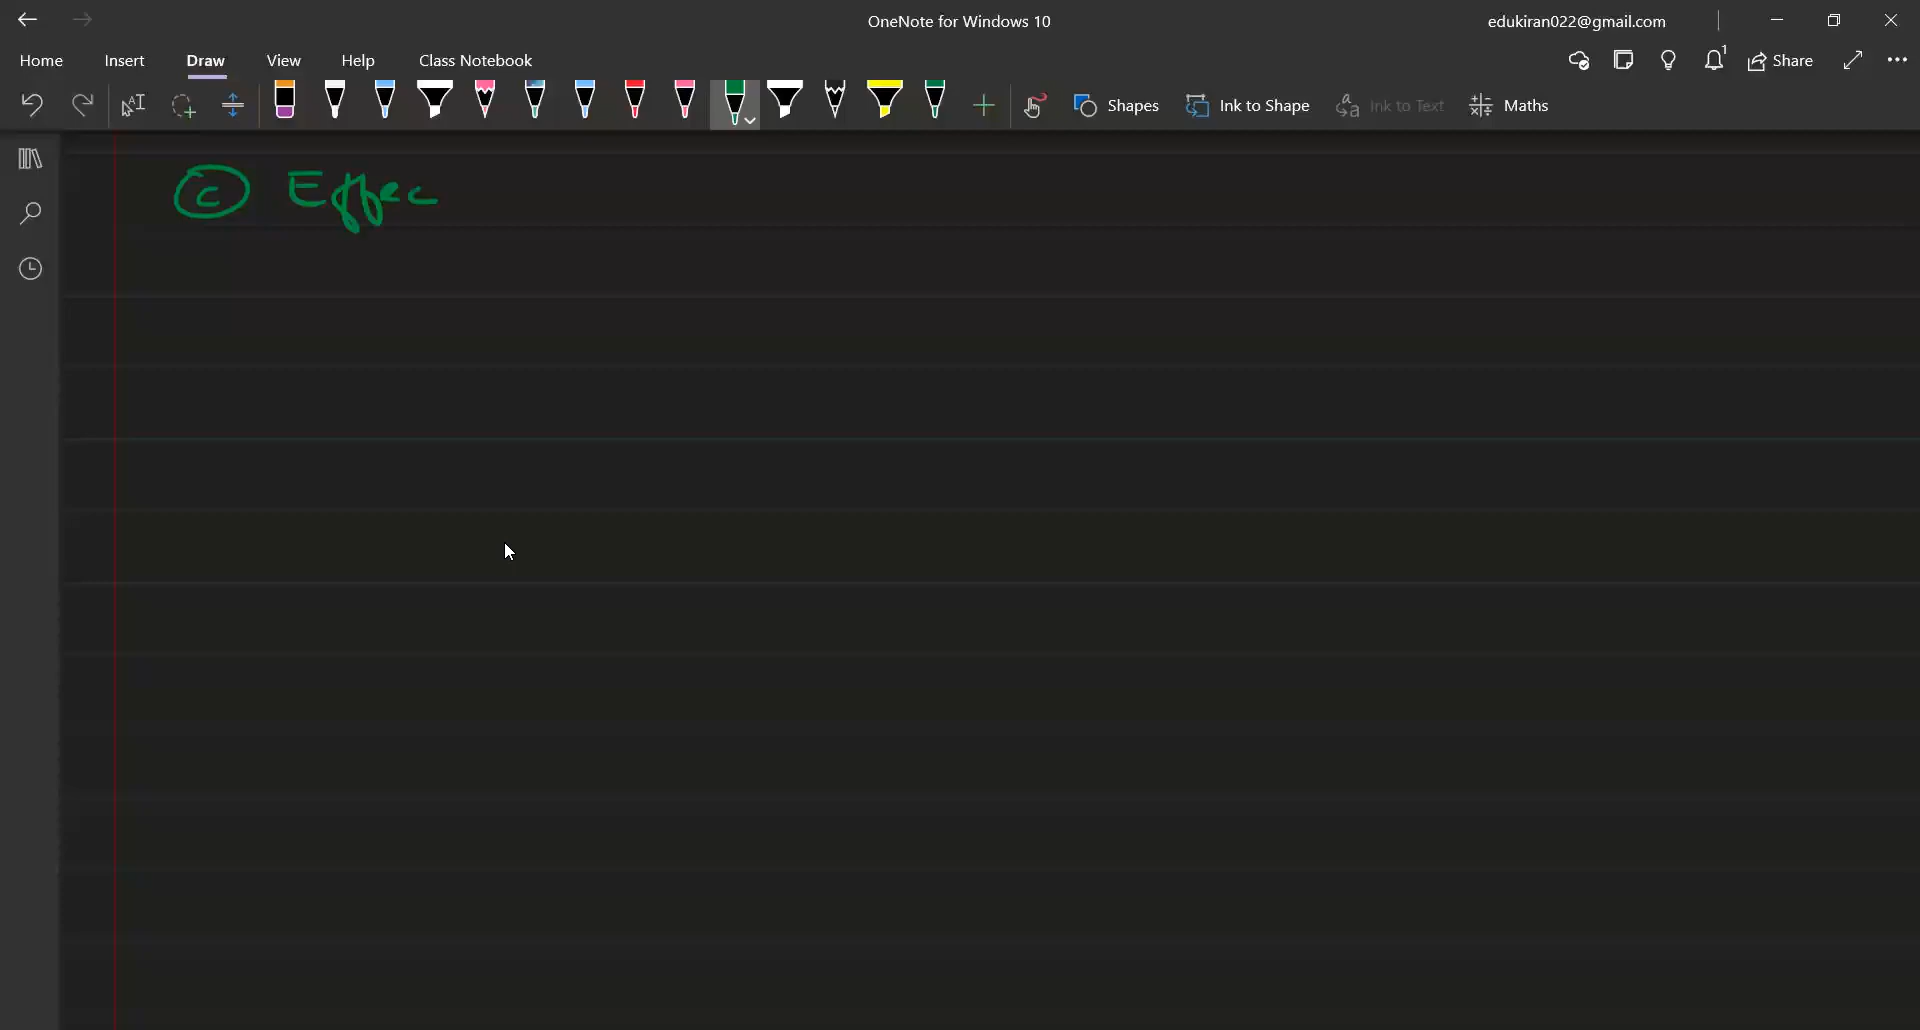 OneNote for Windows 10
edukiran022@gmail.com
Home Insert Draw View Help Class Notebook
1
Share
Shapes Ink to Shape Ink to Text Maths
c Effec